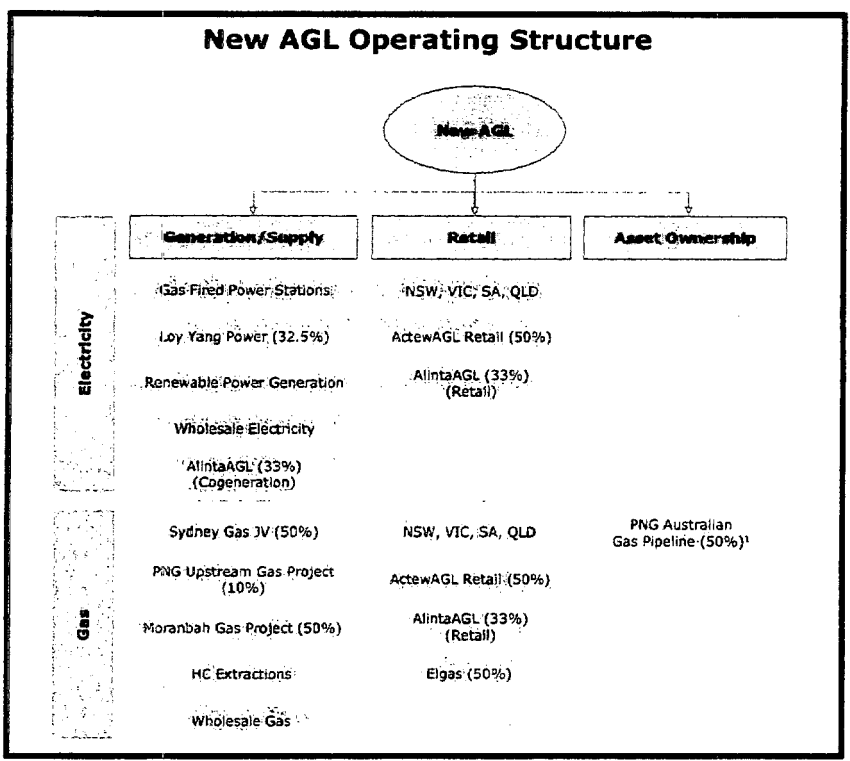 New AGL Operating Structure
New AGL
Generation/Supply
Retail
Asset Ownership
Electricity
Gas Fired Power Stations
NSW, VIC, SA, QLD
Loy Yang Power (32.5%)
ActewAGL Retail (50%)
Renewable Power Generation
AlintaAGL (33%)
(Retail)
Wholesale Electricity
AlintaAGL (33%)
(Cogeneration)
Gas
Sydney Gas JV (50%)
NSW, VIC, SA, QLD
PNG Australian
Gas Pipeline (50%)¹
PNG Upstream Gas Project
(10%)
ActewAGL Retail (50%)
Moranbah Gas Project (50%)
AlintaAGL (33%)
(Retail)
HC Extractions
Elgas (50%)
Wholesale Gas